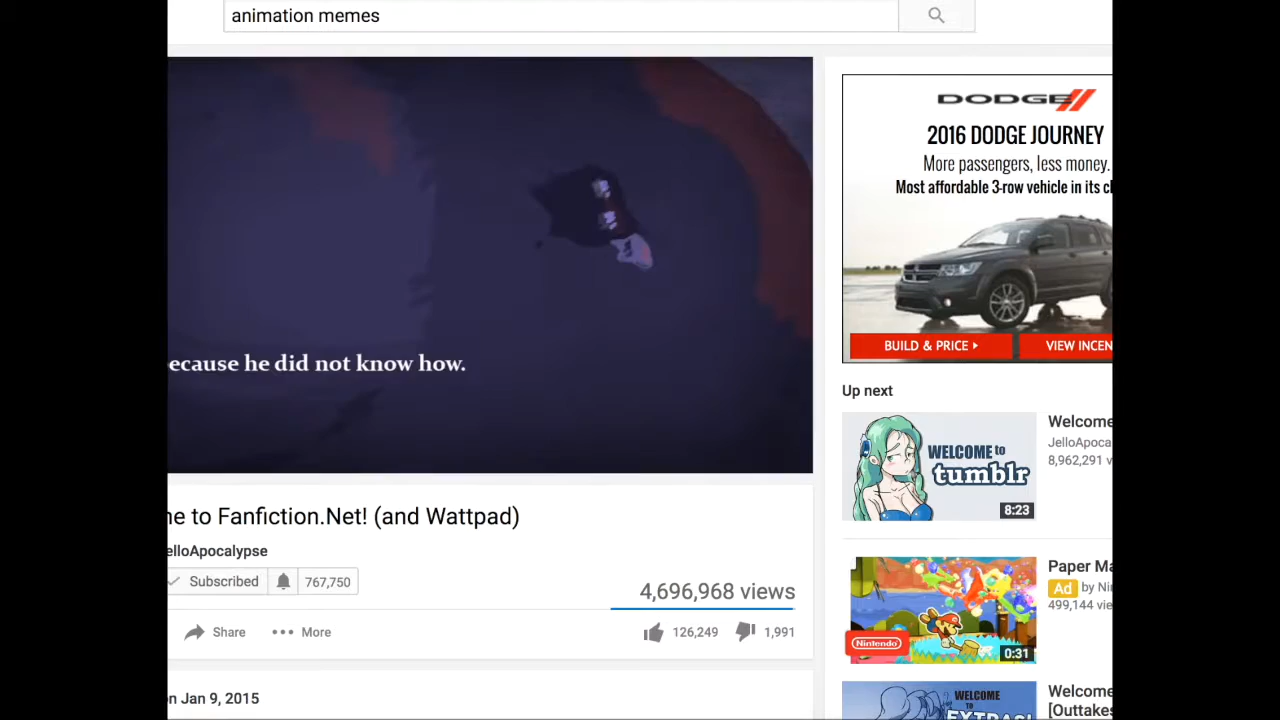 animation memes
DODGE
2016 DODGE JOURNEY
More passengers, less money.
Most affordable 3-row vehicle in its cl
BUILD & PRICE
VIEW INCEN
ecause he did not know how.
Up next
WELCOME TO
tumblr
8:23
Welcome
JelloApoca
8,962,291 v
ne to Fanfiction.Net! (and Wattpad)
elloApocalypse
Subscribed
767,750
4,696,968 views
Share
More
126,249
1,991
Nintendo
0:31
Paper Ma
Ad by Nin
499,144 vie
on Jan 9, 2015
WELCOME
TO
EXTRAS!
Welcome
[Outtakes